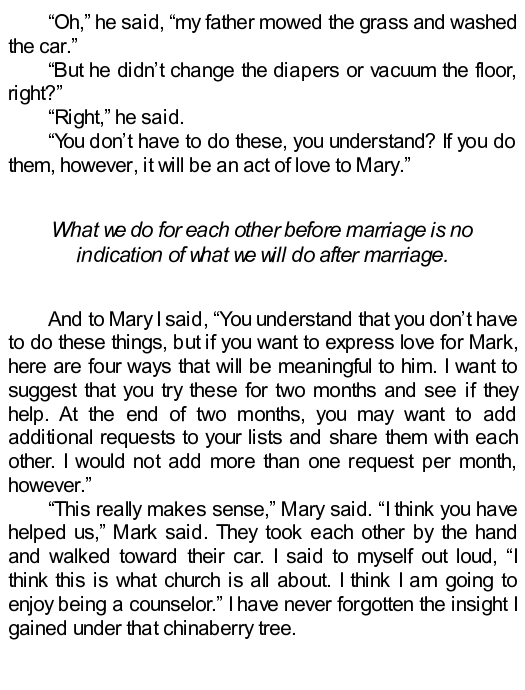 “Oh,” he said, “my father mowed the grass and washed
the car.”
“But he didn’t change the diapers or vacuum the floor,
right?”
“Right,” he said.
“You don’t have to do these, you understand? If you do
them, however, it will be an act of love to Mary.”
What we do for each other before marriage is no
indication of what we will do after marriage.
And to Mary I said, “You understand that you don’t have
to do these things, but if you want to express love for Mark,
here are four ways that will be meaningful to him. I want to
suggest that you try these for two months and see if they
help. At the end of two months, you may want to add
additional requests to your lists and share them with each
other. I would not add more than one request per month,
however.”
“This really makes sense,” Mary said. “I think you have
helped us,” Mark said. They took each other by the hand
and walked toward their car. I said to myself out loud, “I
think this is what church is all about. I think I am going to
enjoy being a counselor.” I have never forgotten the insight I
gained under that chinaberry tree.